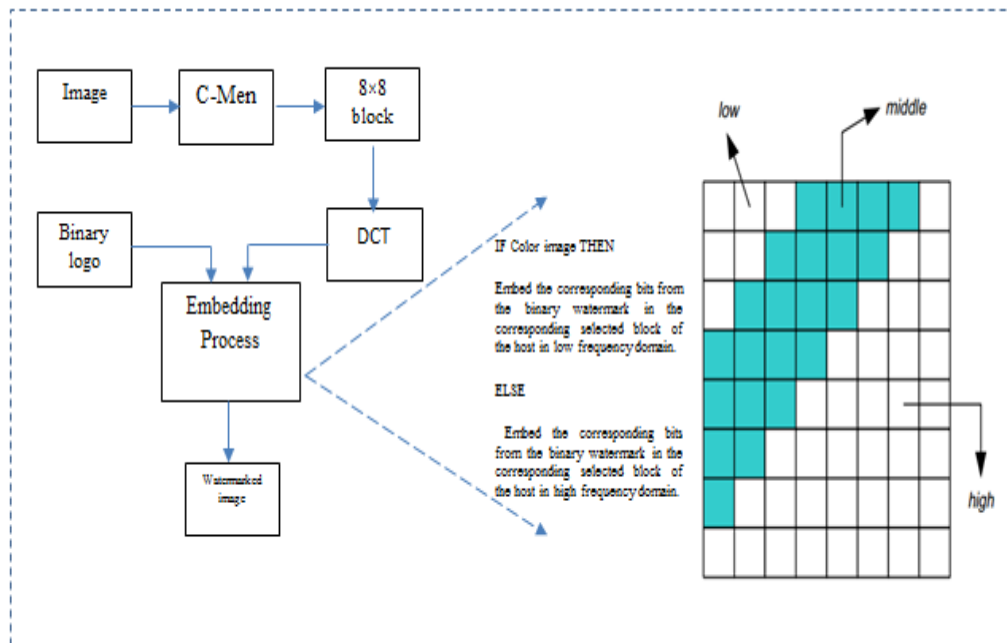 Image
C-Men
8×8
block
Binary
logo
DCT
Embedding
Process
Watermarked
image
IF Color image THEN
Embed the corresponding bits from
the binary watermark in the
corresponding selected block of
the host in low frequency domain.
ELSE
Embed the corresponding bits
from the binary watermark in the
corresponding selected block of
the host in high frequency domain.
low
middle
high